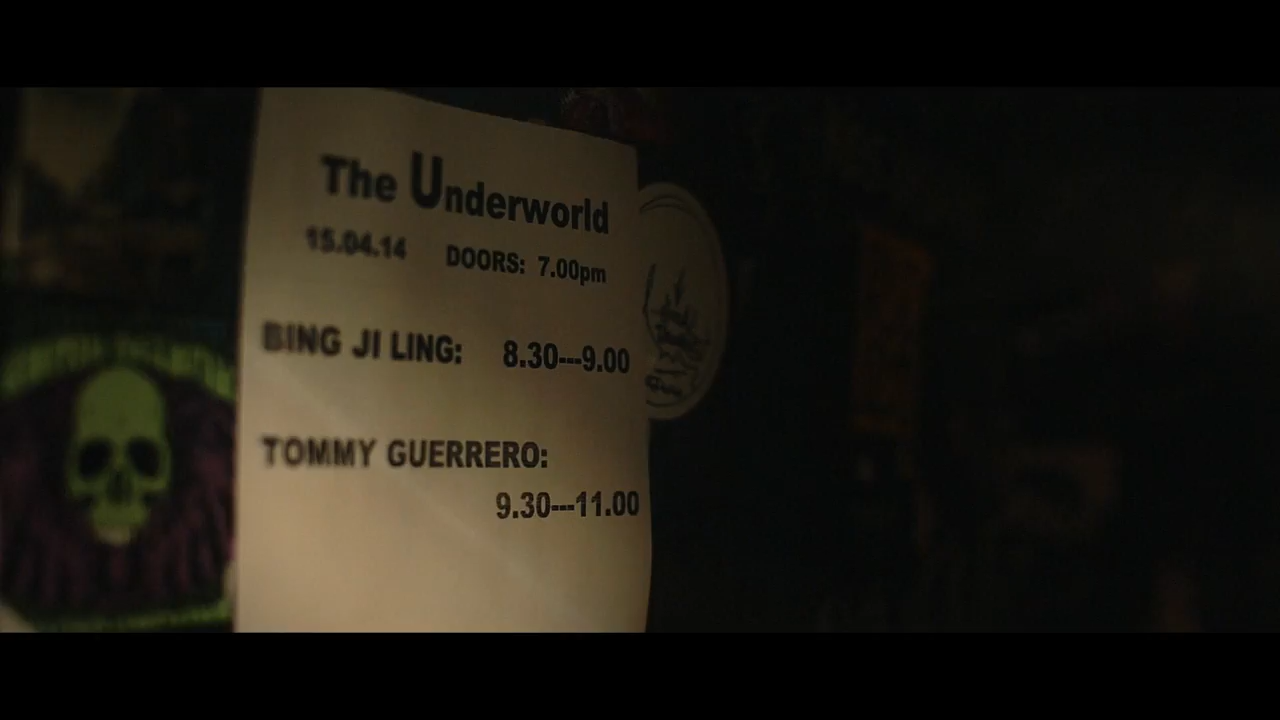 The Underworld
15.04.14 DOORS: 7.00pm
BING JI LING: 8.30---9.00
TOMMY GUERRERO:
9.30---11.00